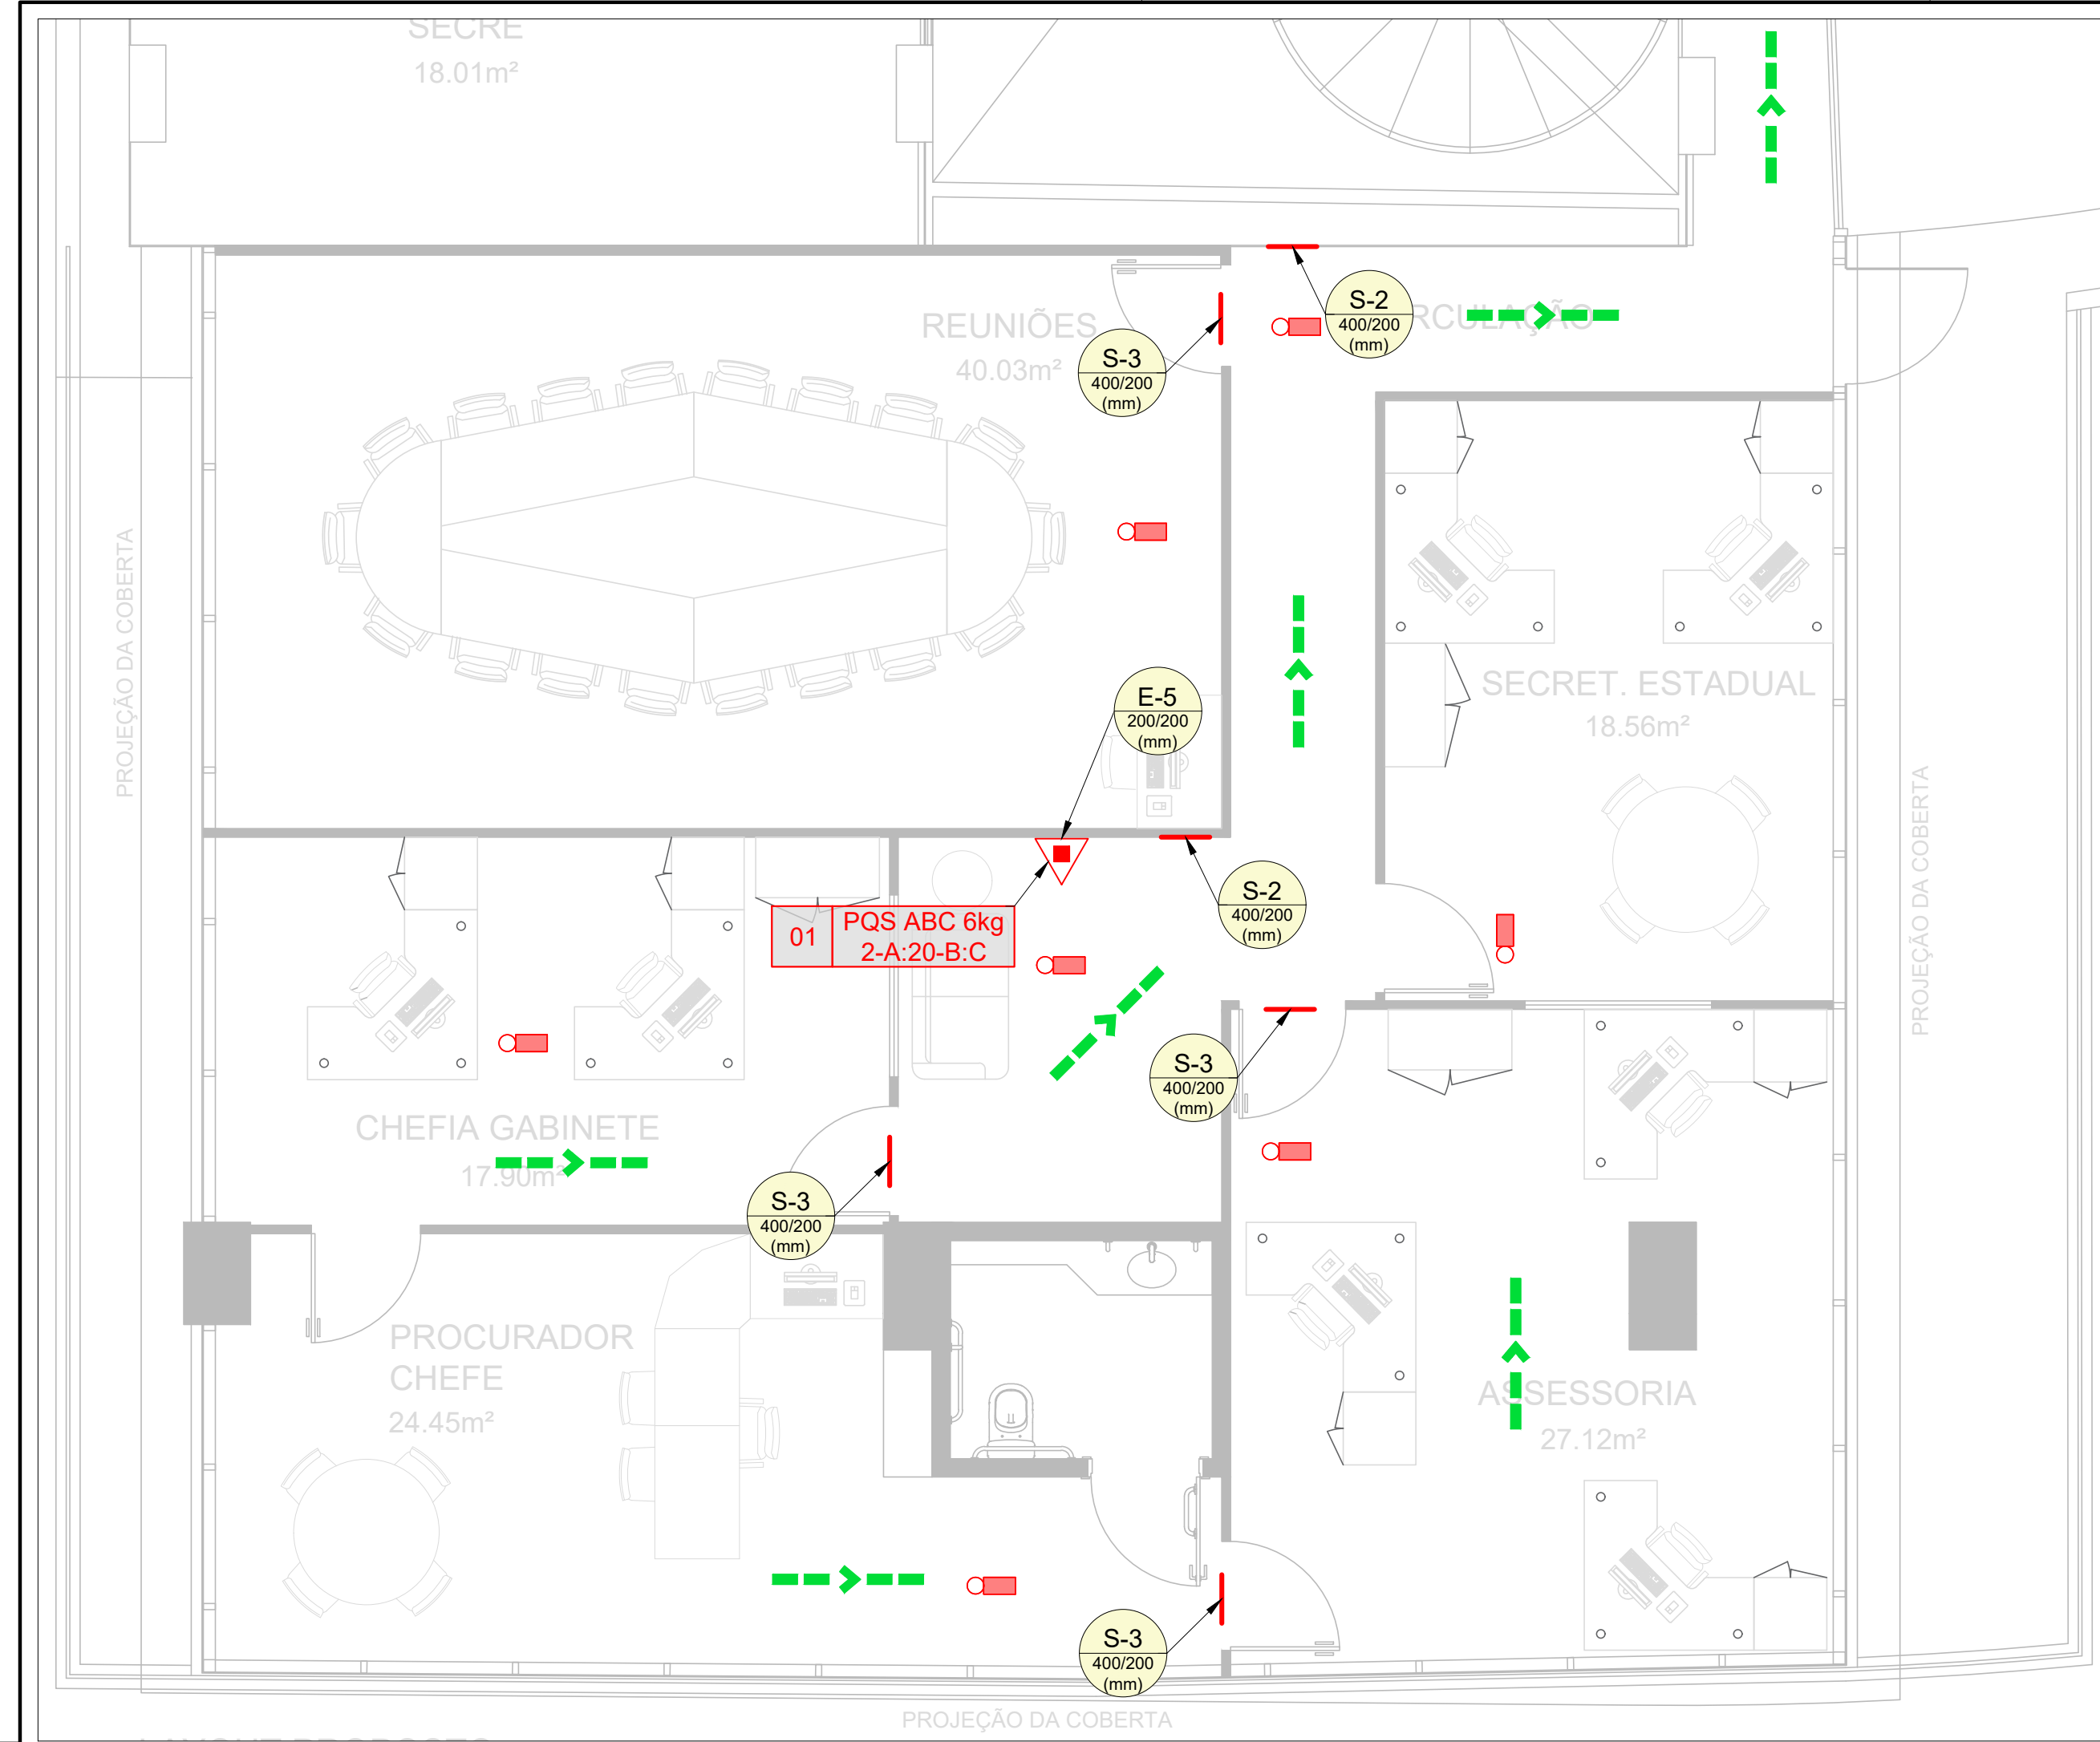 SECRE
18.01m²
REUNIÕES
40.03m²
S-3
400/200
(mm)
S-2
400/200
(mm)
RCULAÇÃO
PROJEÇÃO DA COBERTA
E-5
200/200
(mm)
SECRET. ESTADUAL
18.56m²
PROJEÇÃO DA COBERTA
01
PQS ABC 6kg
2-A:20-B:C
S-2
400/200
(mm)
S-3
400/200
(mm)
CHEFIA GABINETE
17.90m²
S-3
400/200
(mm)
PROCURADOR
CHEFE
24.45m²
ASSESSORIA
27.12m²
S-3
400/200
(mm)
PROJEÇÃO DA COBERTA